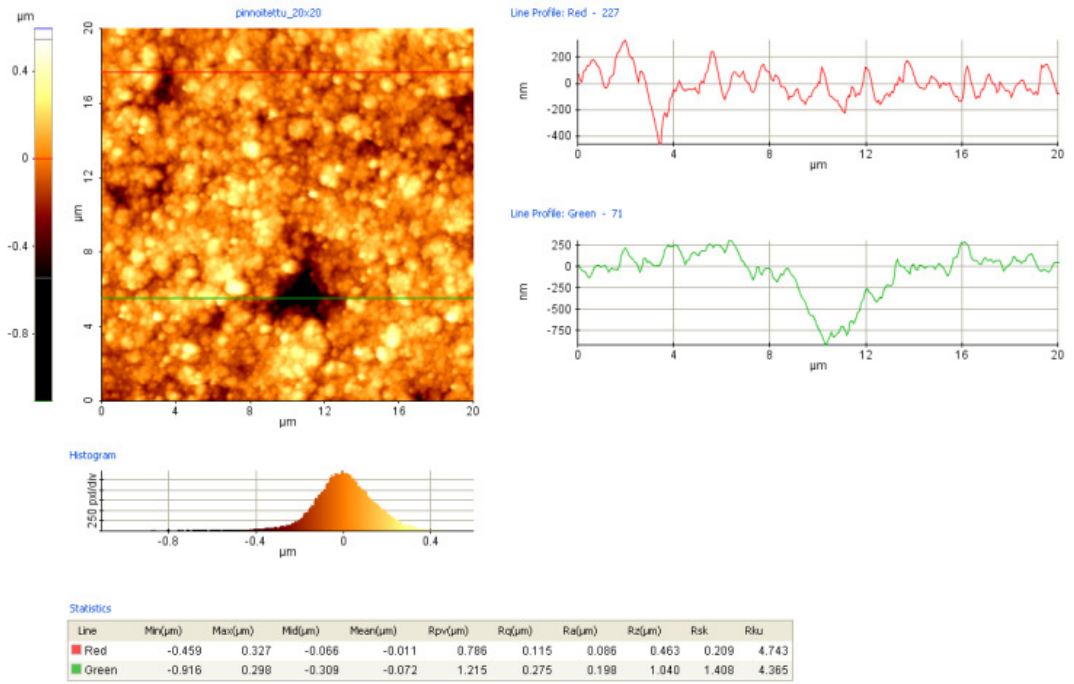 µm
0.4
0
-0.4
-0.8
pinnoitettu_20x20
20
16
12
8
4
0
µm
0 4 8 12 16 20
µm
Line Profile: Red - 227
200
0
-200
-400
nm
0 4 8 12 16 20
µm
Line Profile: Green - 71
250
0
-250
-500
-750
nm
0 4 8 12 16 20
µm
Histogram
250 pxl/div
-0.8 -0.4 0 0.4
µm
Statistics
Line Min(µm) Max(µm) Mid(µm) Mean(µm) Rpv(µm) Rq(µm) Ra(µm) Rz(µm) Rsk Rku
Red -0.459 0.327 -0.066 -0.011 0.786 0.115 0.086 0.463 0.209 4.743
Green -0.916 0.298 -0.309 -0.072 1.215 0.275 0.198 1.040 1.408 4.365